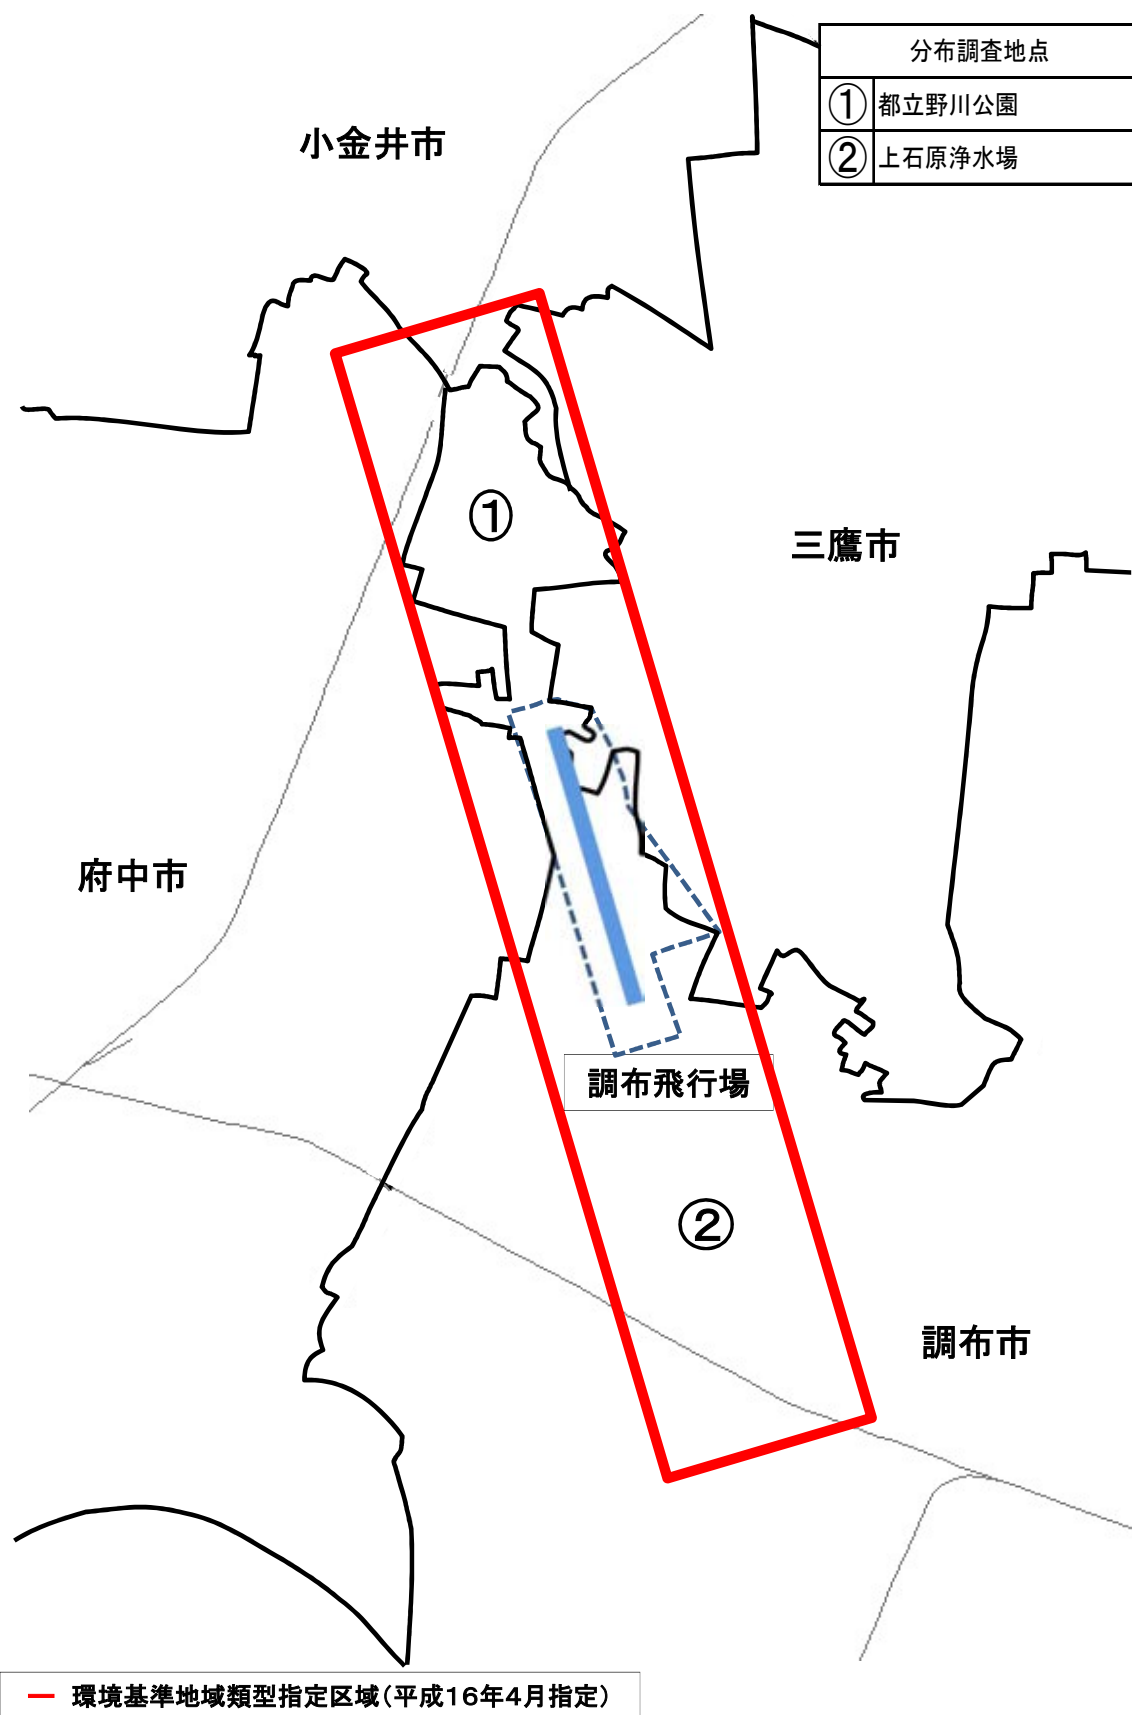 分布調査地点
① 都立野川公園
② 上石原浄水場
小金井市
①
三鷹市
府中市
調布飛行場
②
調布市
環境基準地域類型指定区域(平成16年4月指定)